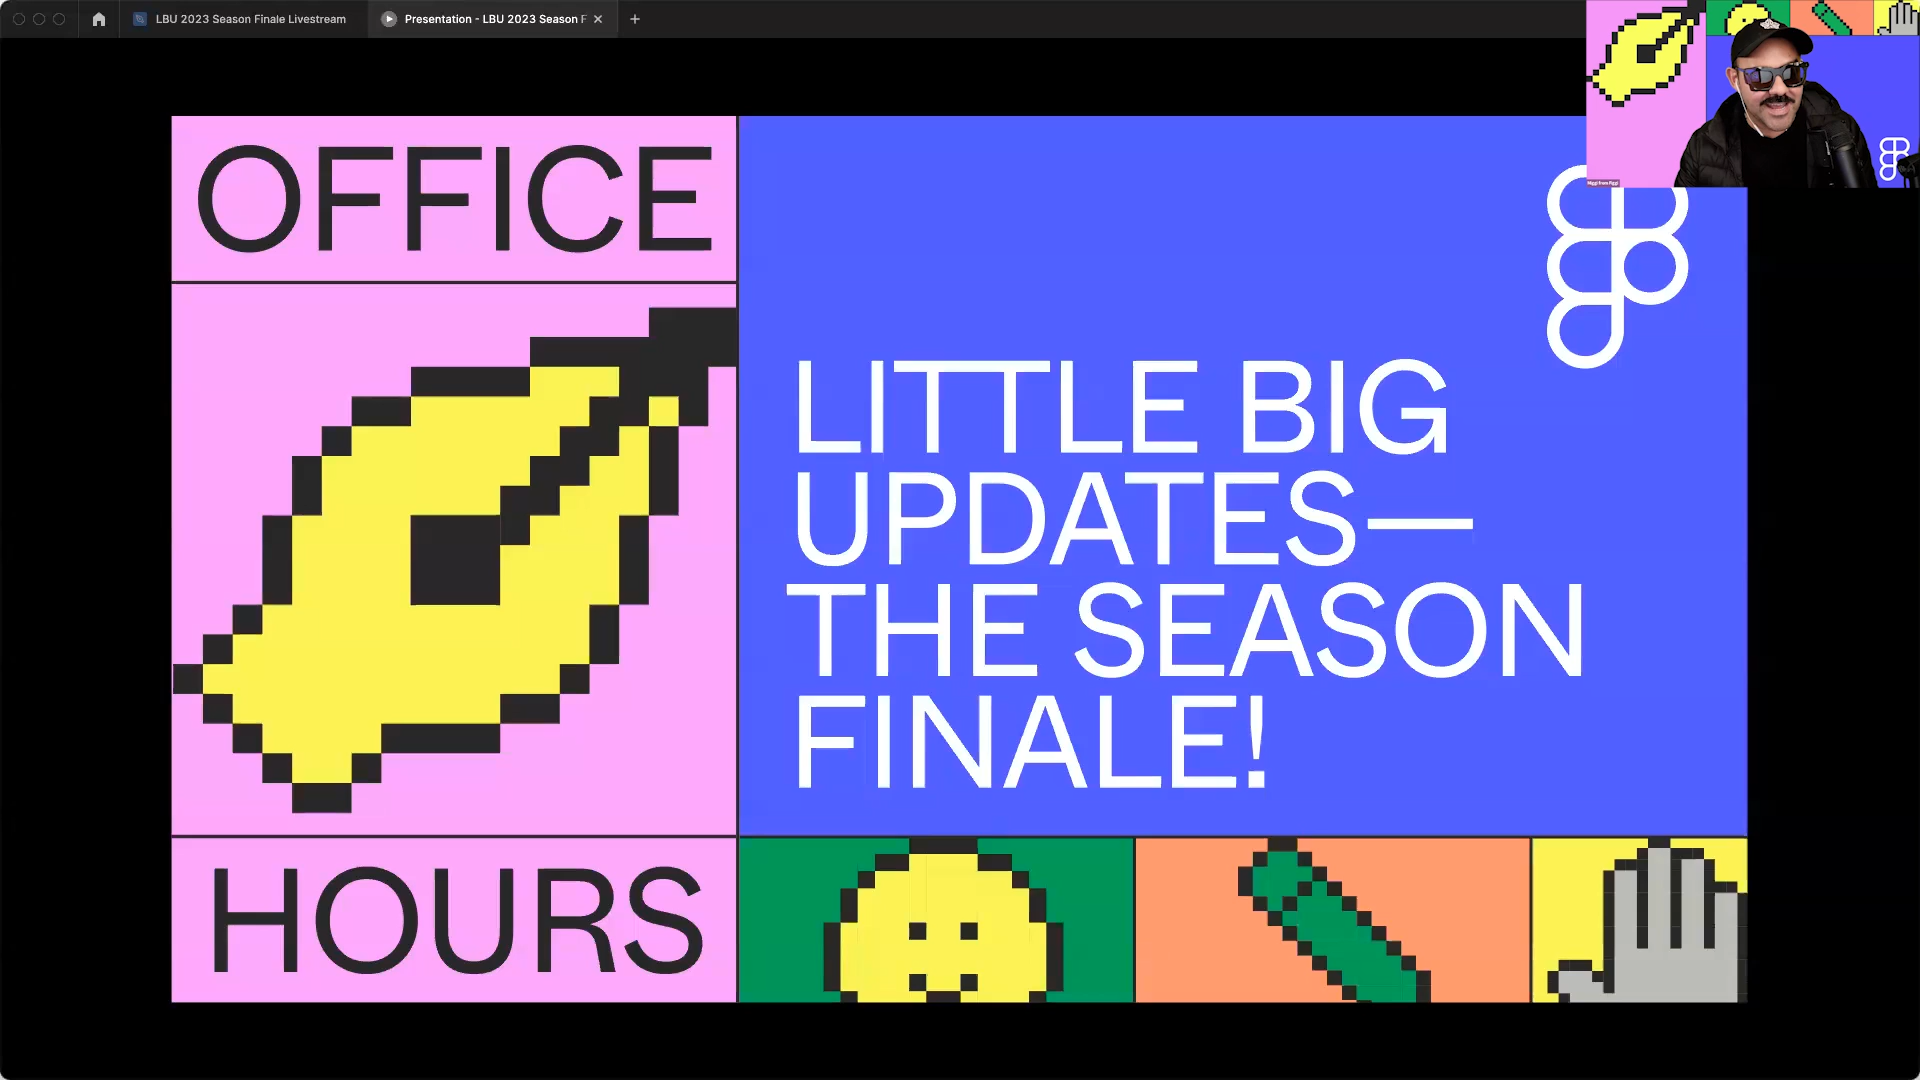 LBU 2023 Season Finale Livestream
Presentation - LBU 2023 Season F
OFFICE
LITTLE BIG
UPDATES—
THE SEASON
FINALE!
HOURS